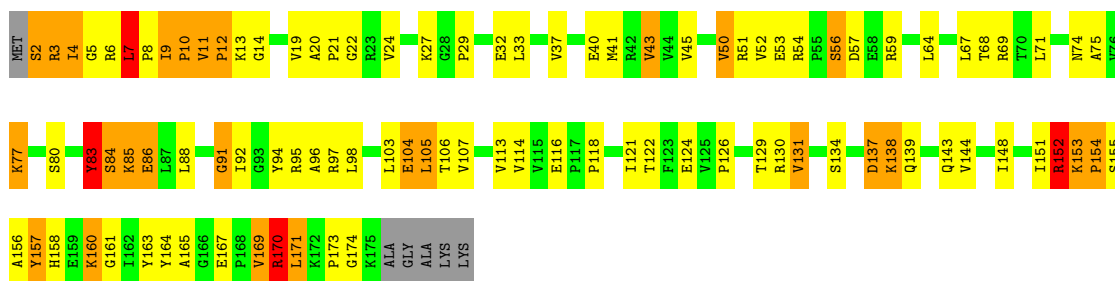 MET S2 R3 I4 G5 R6 L7 P8 I9 P10 V11 P12 K13 G14 V19 A20 P21 G22 R23 V24 K27 G28 P29 E32 L33 V37 E40 M41 R42 V43 V44 V45 V50 R51 V52 E53 R54 P55 S56 D57 E58 R59 L64 L67 T68 R69 T70 L71 N74 A75 V76
K77 S80 Y83 S84 K85 E86 L87 L88 G91 I92 G93 Y94 R95 A96 R97 L98 L103 E104 L105 T106 V107 V113 V114 V115 E116 P117 P118 I121 T122 F123 E124 V125 P126 T129 R130 V131 S134 D137 K138 Q139 Q143 V144 I148 I151 R152 K153 P154 S155
A156 Y157 H158 E159 K160 G161 I162 Y163 Y164 A165 G166 E167 P168 V169 R170 L171 K172 P173 G174 K175 ALA GLY ALA LYS LYS